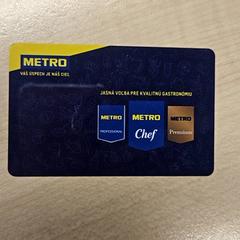 METRO
VÁŠ ÚSPECH JE NÁŠ CIEĽ
JASNÁ VOĽBA PRE KVALITNÚ GASTRONÓMIU
METRO
PROFESSIONAL
METRO
Chef
METRO
Premium